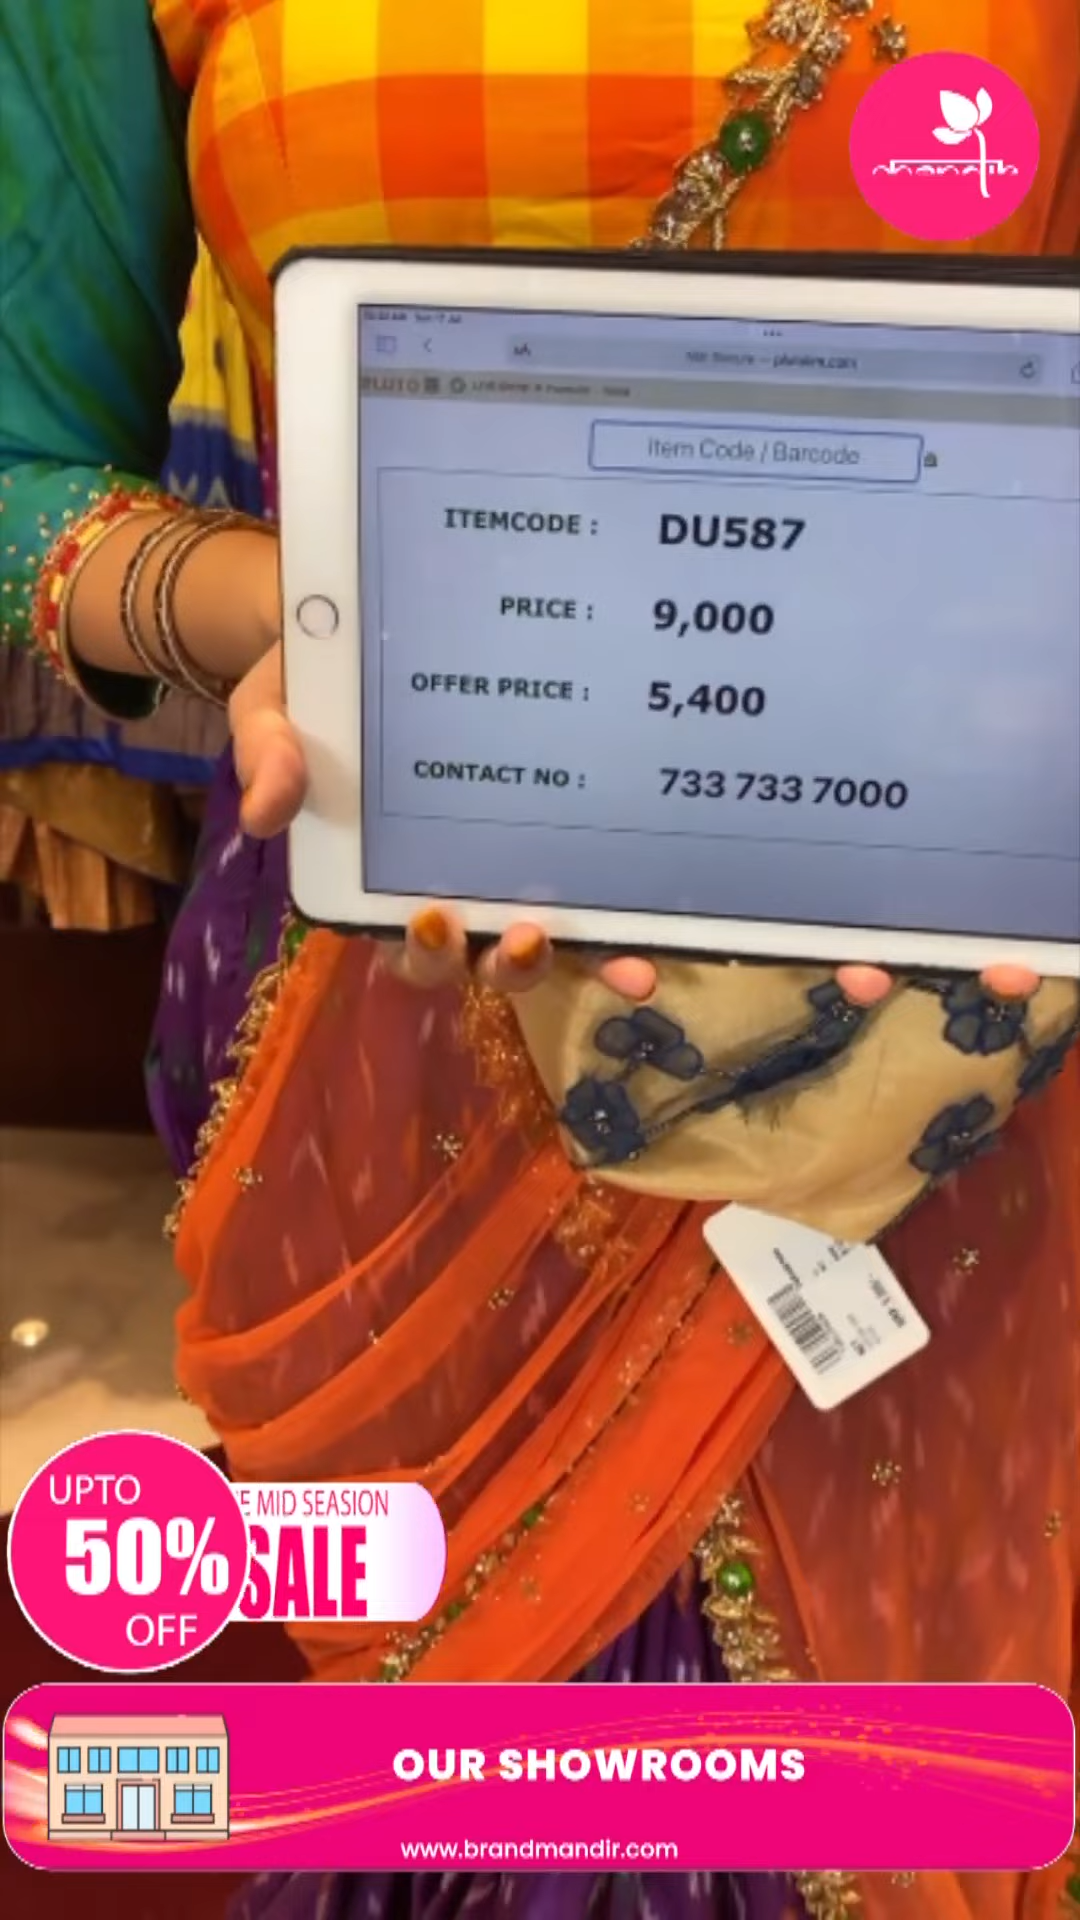 Item Code / Barcode
ITEMCODE : DU587
PRICE : 9,000
OFFER PRICE : 5,400
CONTACT NO : 733 733 7000
UPTO
50%
OFF
E MID SEASION
SALE
OUR SHOWROOMS
www.brandmandir.com